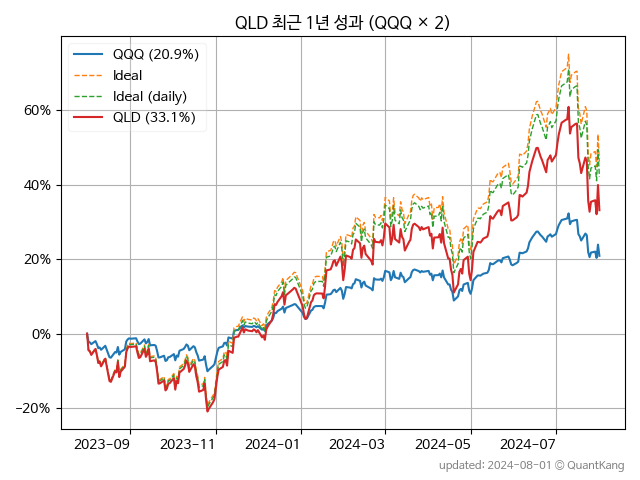 QLD 최근 1년 성과 (QQQ × 2)
QQQ (20.9%)
Ideal
Ideal (daily)
QLD (33.1%)
60%
40%
20%
0%
−20%
2023-09
2023-11
2024-01
2024-03
2024-05
2024-07
updated: 2024-08-01 © QuantKang